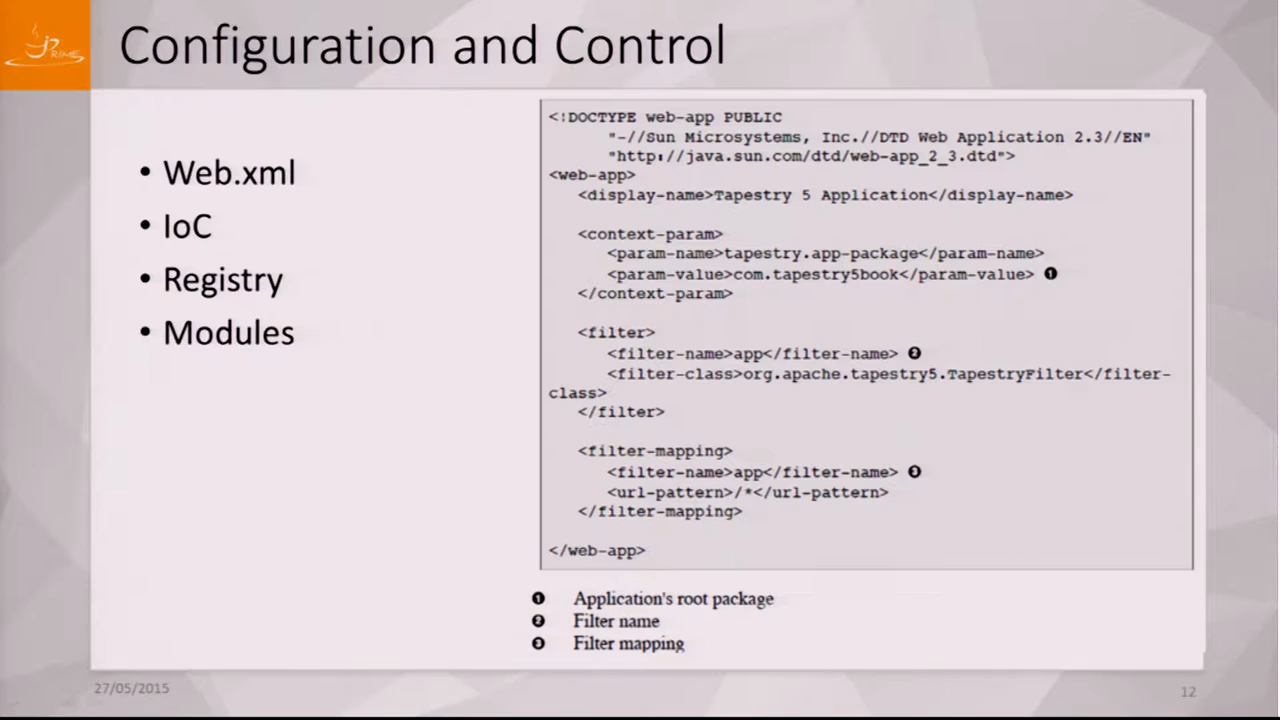 JPRIME
Configuration and Control
• Web.xml
• IoC
• Registry
• Modules
<!DOCTYPE web-app PUBLIC
"-//Sun Microsystems, Inc.//DTD Web Application 2.3//EN"
"http://java.sun.com/dtd/web-app_2_3.dtd">
<web-app>
<display-name>Tapestry 5 Application</display-name>
<context-param>
<param-name>tapestry.app-package</param-name>
<param-value>com.tapestry5book</param-value> ❶
</context-param>
<filter>
<filter-name>app</filter-name> ❷
<filter-class>org.apache.tapestry5.TapestryFilter</filter-
class>
</filter>
<filter-mapping>
<filter-name>app</filter-name> ❸
<url-pattern>/*</url-pattern>
</filter-mapping>
</web-app>
❶ Application's root package
❷ Filter name
❸ Filter mapping
27/05/2015
12